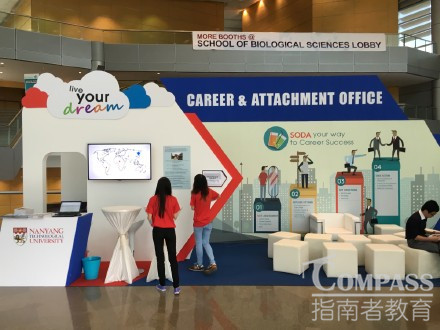 MORE BOOTHS @
SCHOOL OF BIOLOGICAL SCIENCES LOBBY
live
your
dream
CAREER & ATTACHMENT OFFICE
SODA your way
to Career Success
01
02
03
04
NANYANG
TECHNOLOGICAL
UNIVERSITY
COMPASS
指南者教育